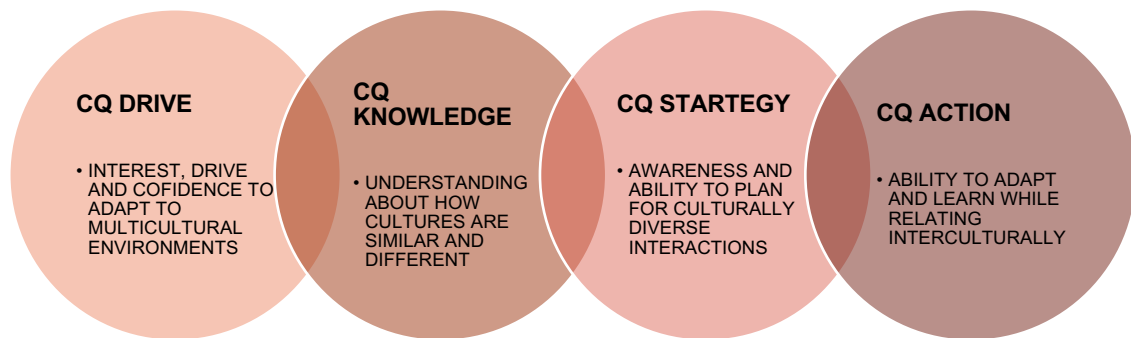 CQ DRIVE
• INTEREST, DRIVE
AND COFIDENCE TO
ADAPT TO
MULTICULTURAL
ENVIRONMENTS
CQ
KNOWLEDGE
• UNDERSTANDING
ABOUT HOW
CULTURES ARE
SIMILAR AND
DIFFERENT
CQ STARTEGY
• AWARENESS AND
ABILITY TO PLAN
FOR CULTURALLY
DIVERSE
INTERACTIONS
CQ ACTION
• ABILITY TO ADAPT
AND LEARN WHILE
RELATING
INTERCULTURALLY